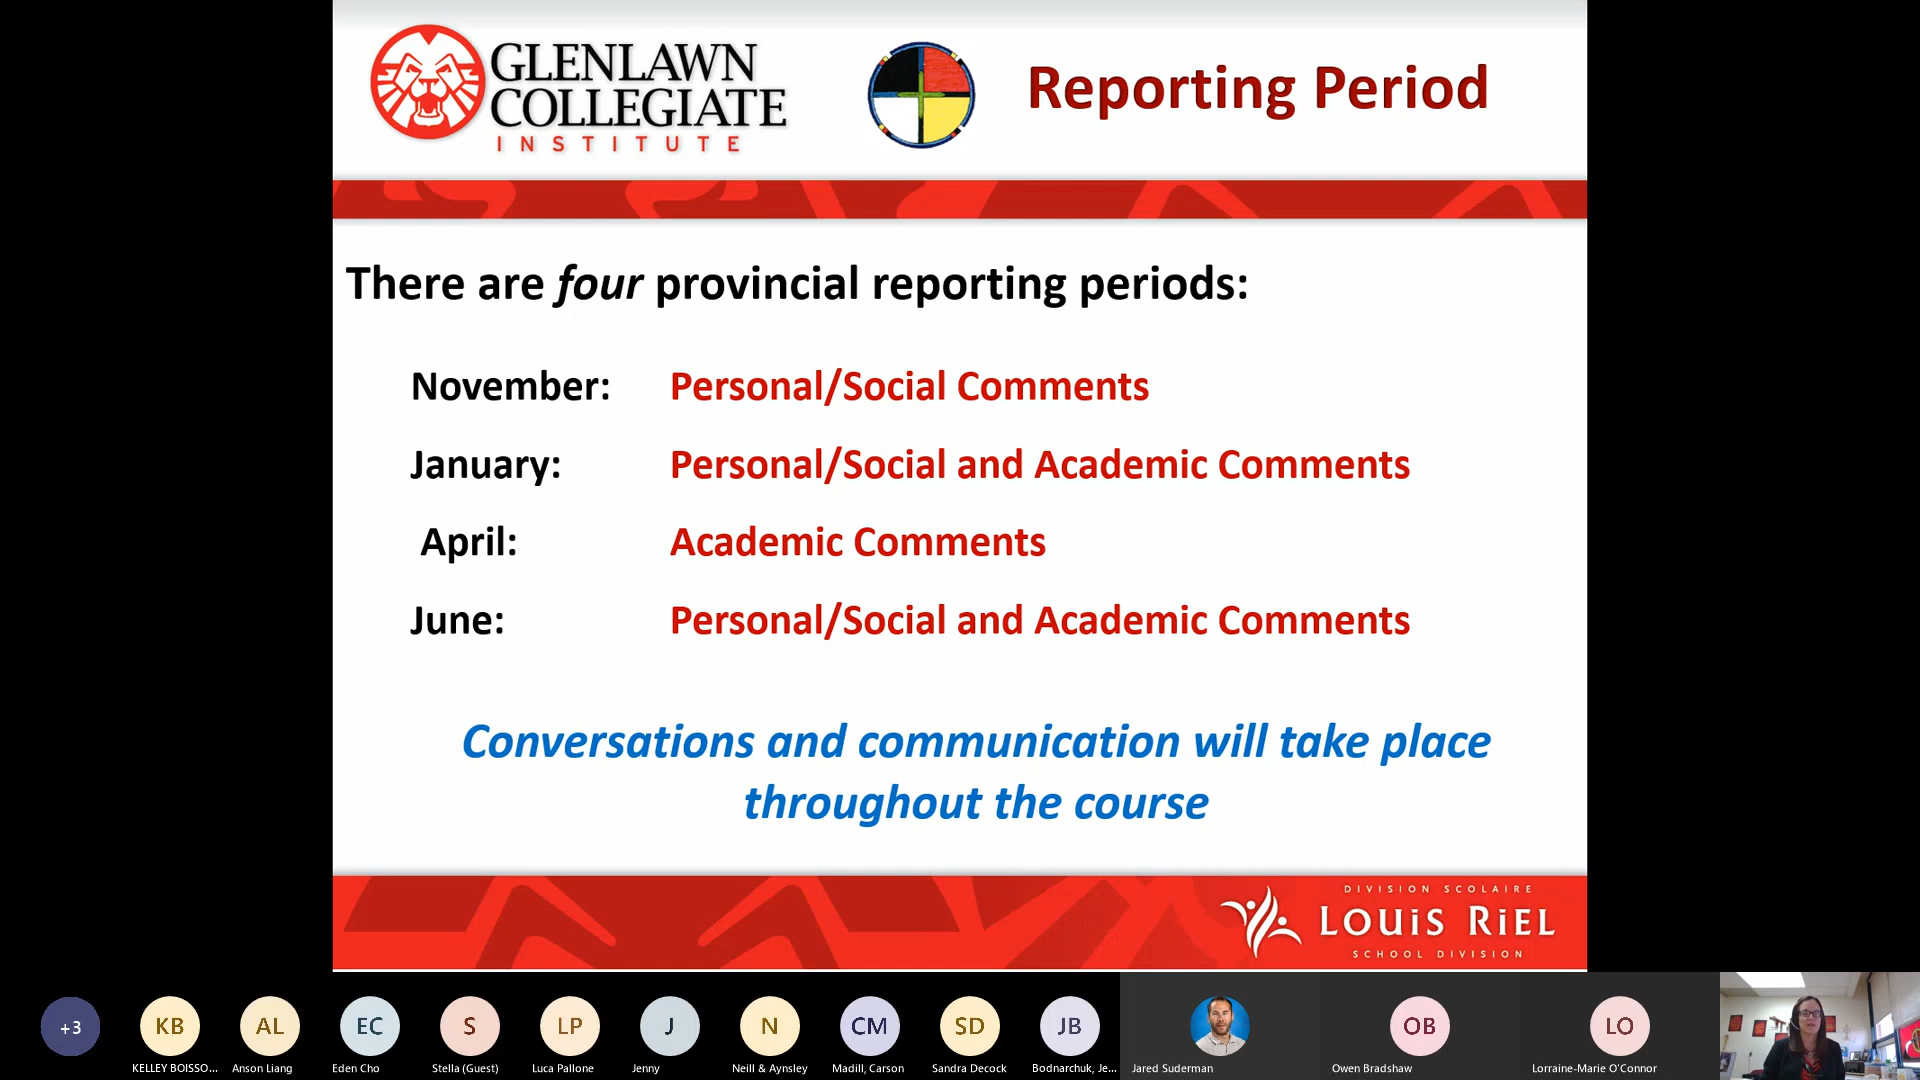 GLENLAWN
COLLEGIATE
INSTITUTE
Reporting Period
There are four provincial reporting periods:
November: Personal/Social Comments
January: Personal/Social and Academic Comments
April: Academic Comments
June: Personal/Social and Academic Comments
Conversations and communication will take place
throughout the course
DIVISION SCOLAIRE
LOUiS RiEL
SCHOOL DIVISION
+3 KB AL EC S LP J N CM SD JB OB LO
KELLEY BOISSO... Anson Liang Eden Cho Stella (Guest) Luca Pallone Jenny Neill & Aynsley Madill, Carson Sandra Decock Bodnarchuk, Je... Jared Suderman Owen Bradshaw Lorraine-Marie O'Connor